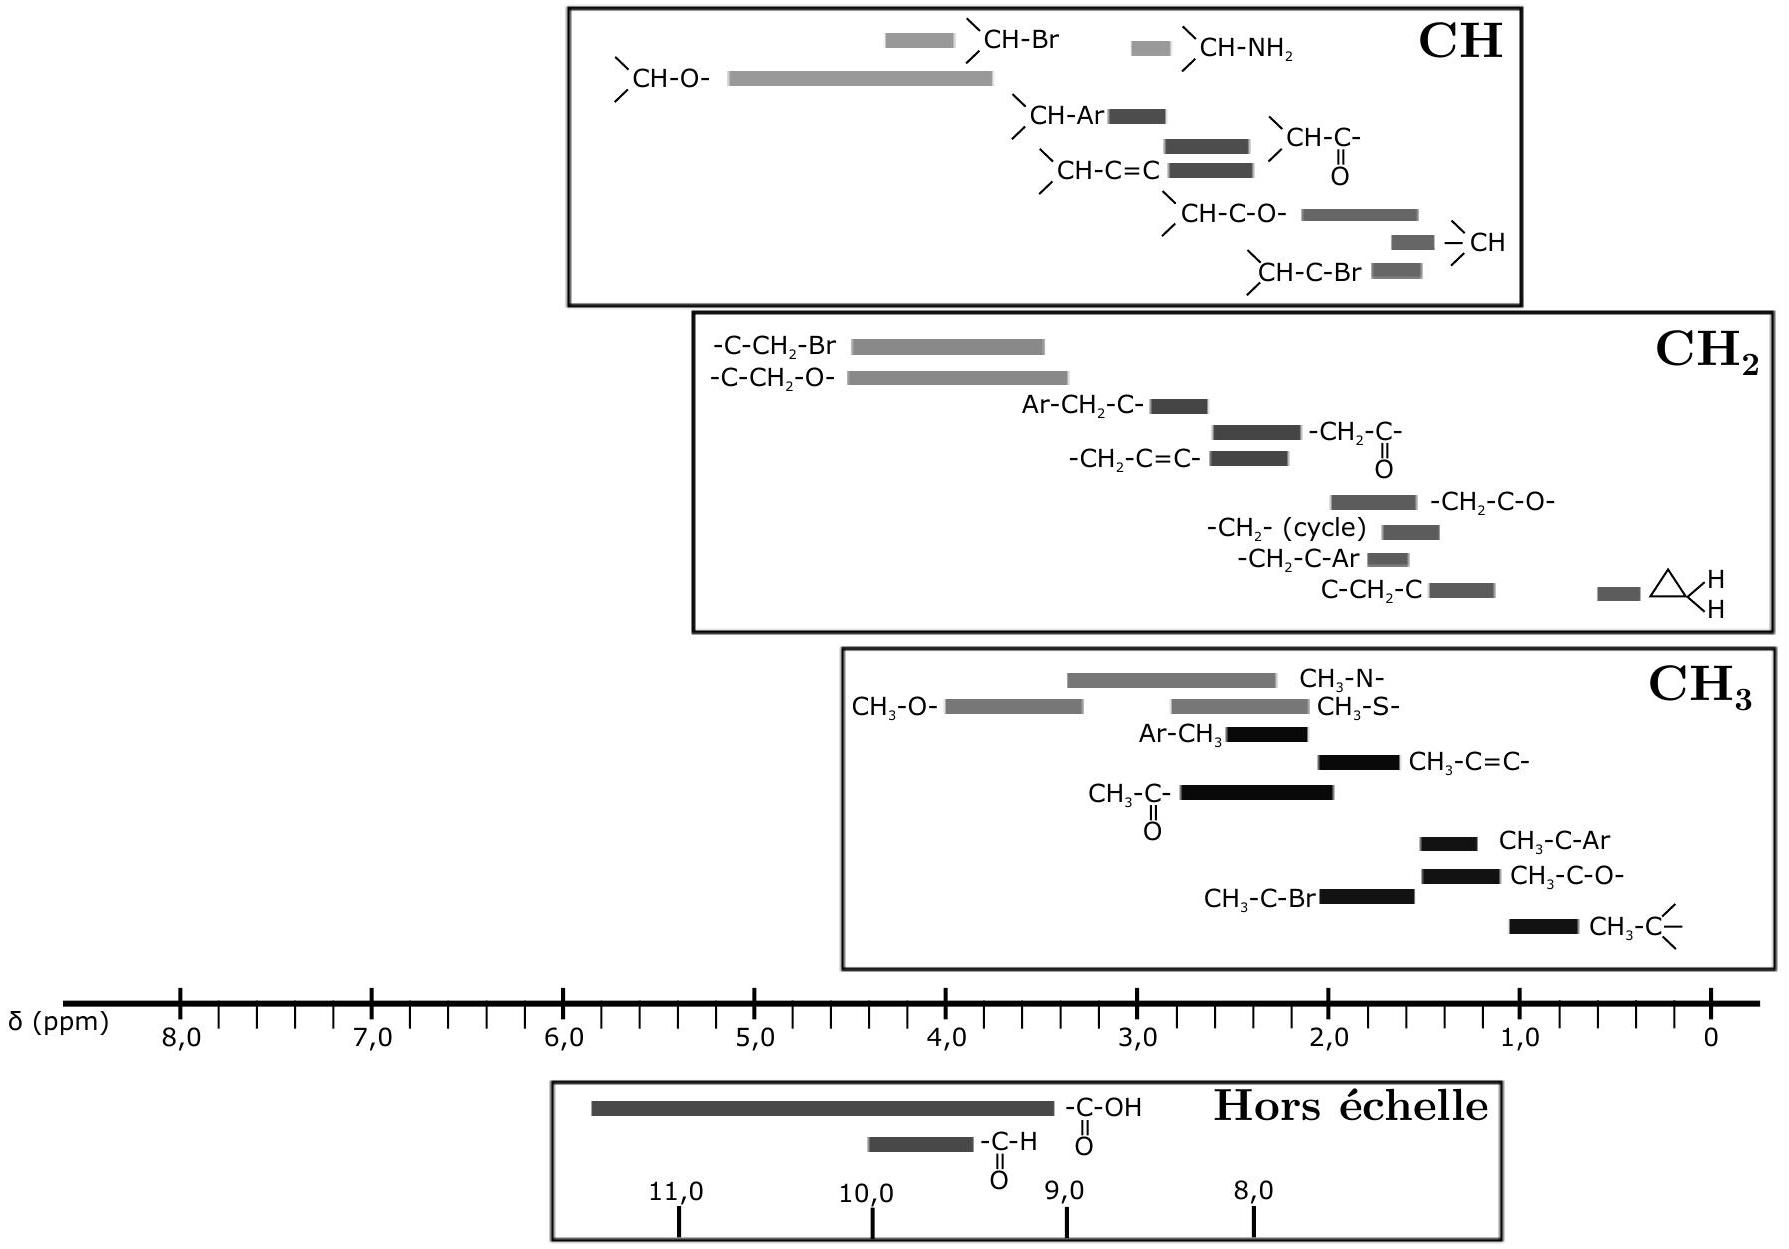 CH
>CH-Br
>CH-NH₂
>CH-O-
>CH-Ar
>CH-C-
O
>CH-C=C
>CH-C-O-
CH
>CH-C-Br
CH₂
-C-CH₂-Br
-C-CH₂-O-
Ar-CH₂-C-
-CH₂-C-
O
-CH₂-C=C-
-CH₂-C-O-
-CH₂- (cycle)
-CH₂-C-Ar
C-CH₂-C
H
H
CH₃
CH₃-N-
CH₃-O-
CH₃-S-
Ar-CH₃
CH₃-C=C-
CH₃-C-
O
CH₃-C-Ar
CH₃-C-O-
CH₃-C-Br
CH₃-C
δ (ppm)
8,0 7,0 6,0 5,0 4,0 3,0 2,0 1,0 0
Hors échelle
-C-OH
O
-C-H
O
11,0 10,0 9,0 8,0